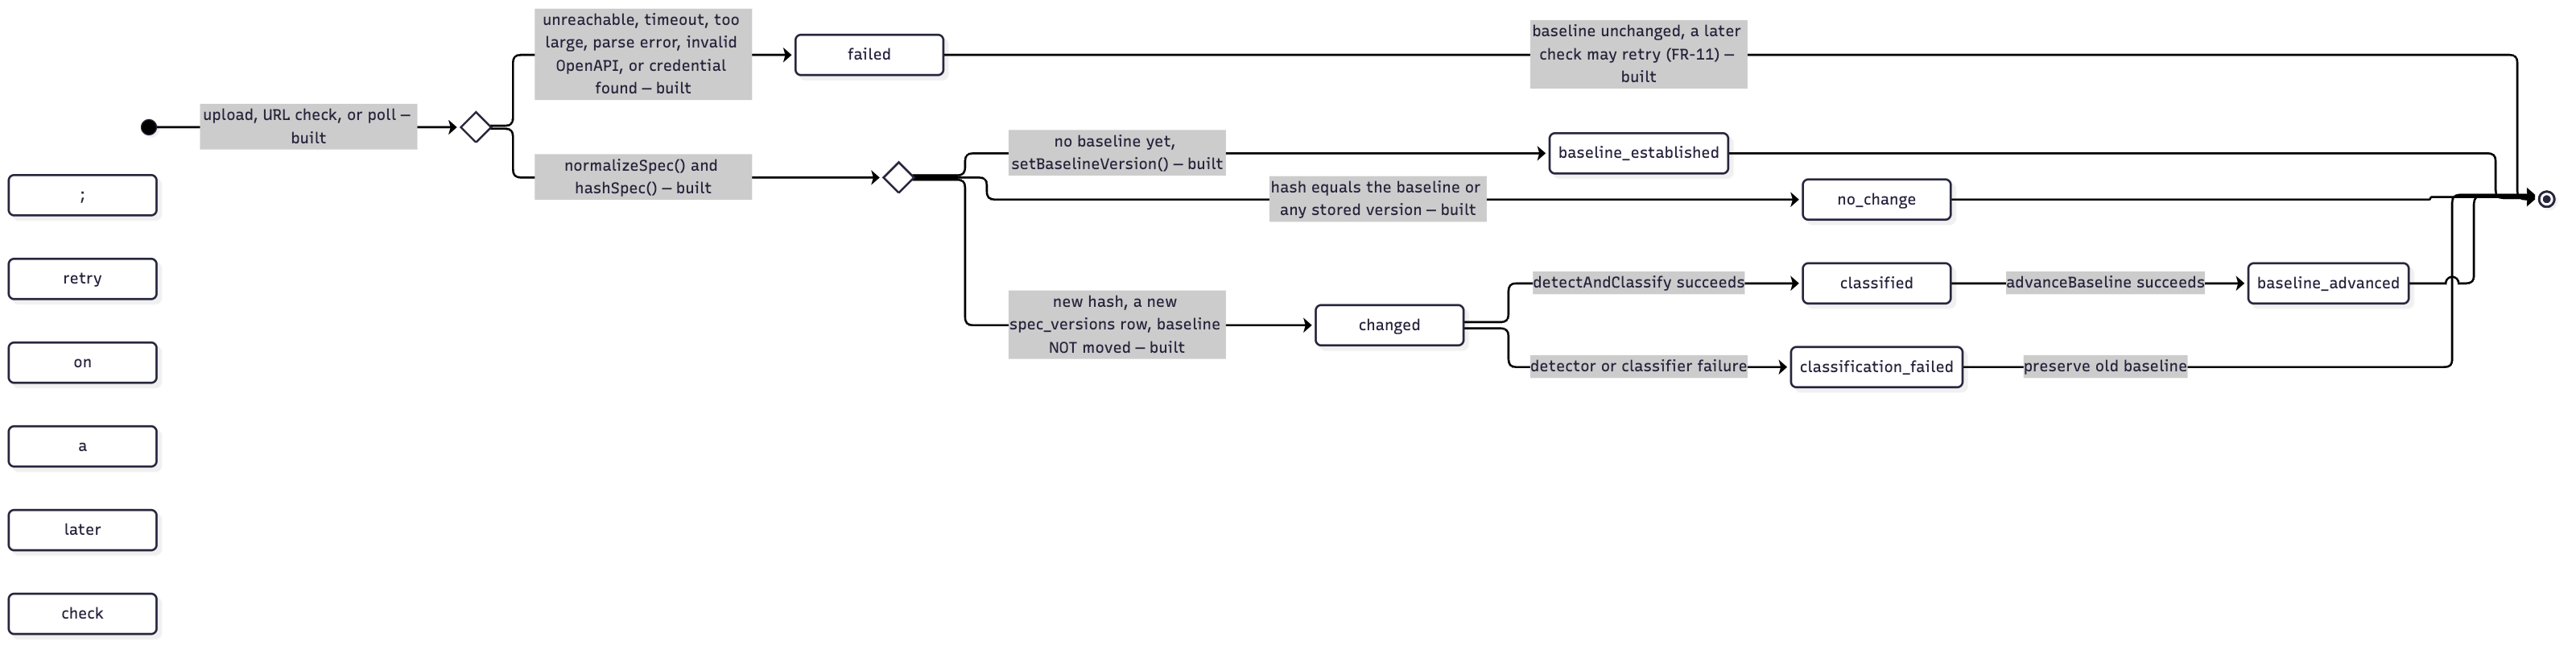 unreachable, timeout, too
large, parse error, invalid
OpenAPI, or credential
found — built
failed
baseline unchanged, a later
check may retry (FR-11) —
built
upload, URL check, or poll —
built
normalizeSpec() and
hashSpec() — built
no baseline yet,
setBaselineVersion() — built
baseline_established
hash equals the baseline or
any stored version — built
no_change
new hash, a new
spec_versions row, baseline
NOT moved — built
changed
detectAndClassify succeeds
classified
advanceBaseline succeeds
baseline_advanced
detector or classifier failure
classification_failed
preserve old baseline
;
retry
on
a
later
check